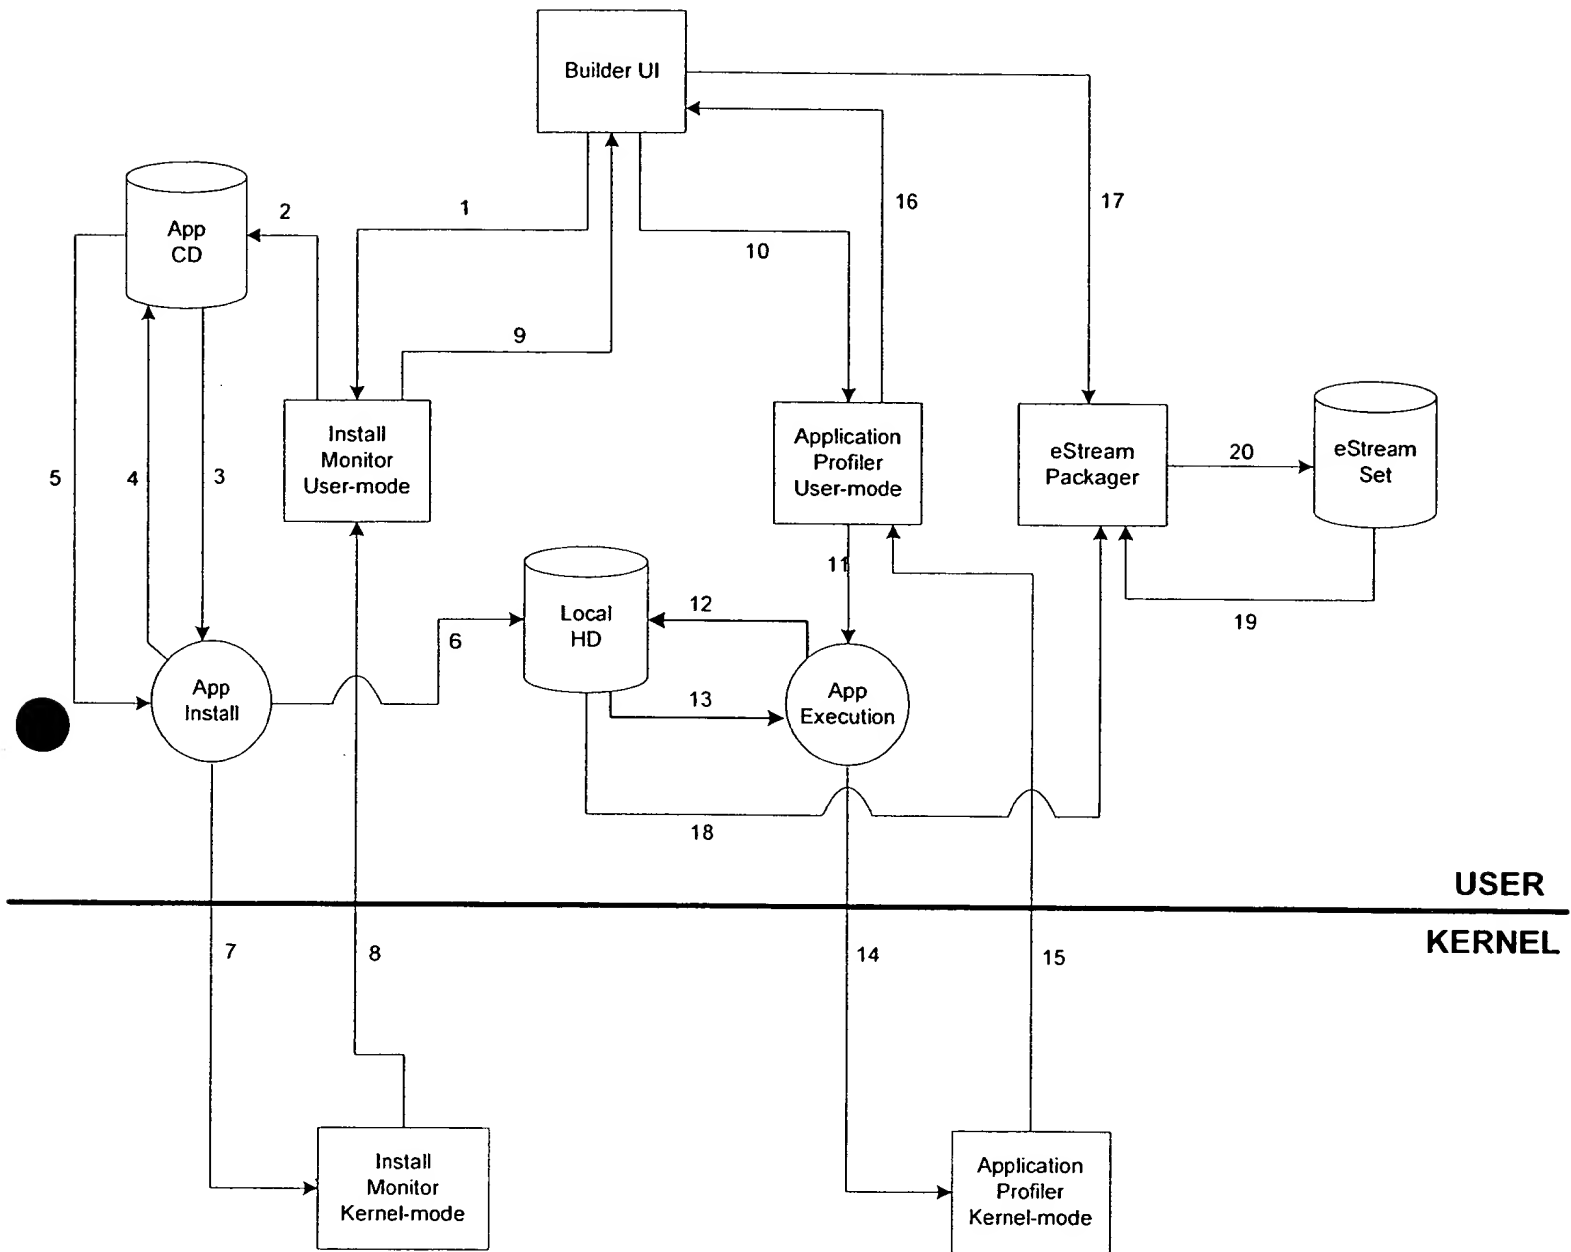 Builder UI
App
CD
2
1
10
16
17
9
5
4
3
Install
Monitor
User-mode
Application
Profiler
User-mode
eStream
Packager
20
eStream
Set
11
Local
HD
12
6
19
13
App
Install
App
Execution
18
USER
KERNEL
7
8
14
15
Install
Monitor
Kernel-mode
Application
Profiler
Kernel-mode